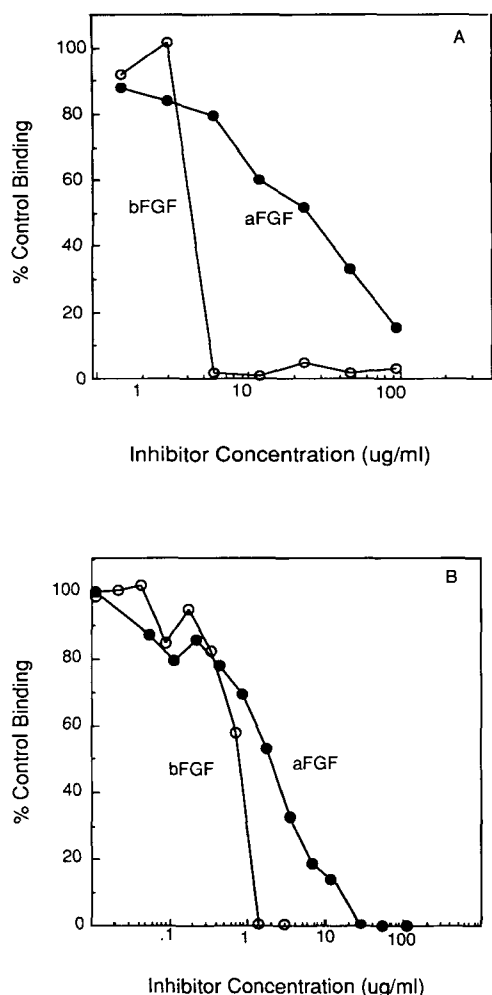 A
100
80
60
40
20
0
% Control Binding
bFGF
aFGF
1
10
100
Inhibitor Concentration (ug/ml)
B
100
80
60
40
20
0
% Control Binding
bFGF
aFGF
.1
1
10
100
Inhibitor Concentration (ug/ml)